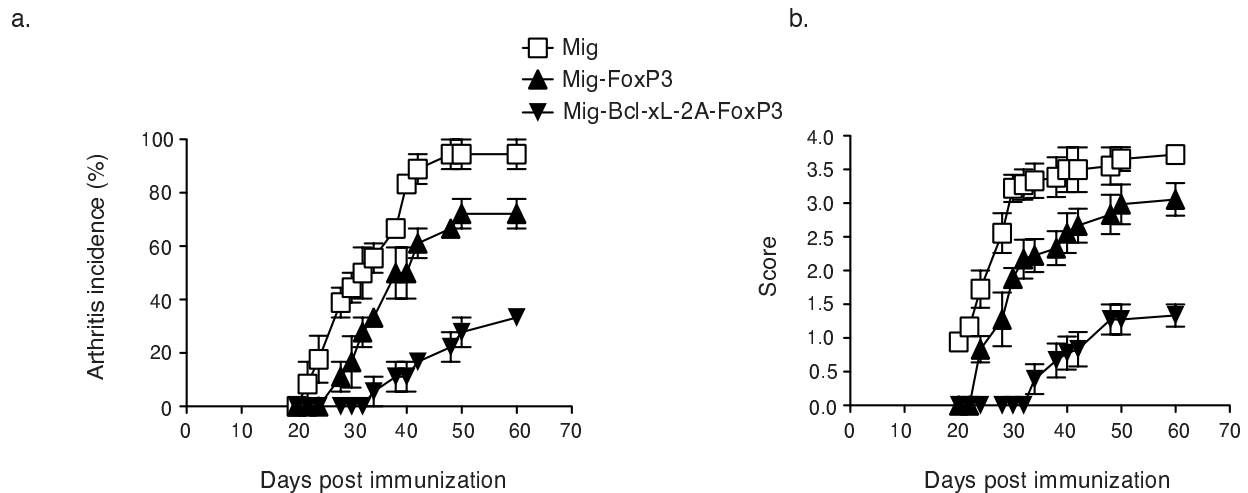 a.
b.
Mig
Mig-FoxP3
Mig-Bcl-xL-2A-FoxP3
Arthritis incidence (%)
100
80
60
40
20
0
0 10 20 30 40 50 60 70
Days post immunization
Score
4.0
3.5
3.0
2.5
2.0
1.5
1.0
0.5
0.0
0 10 20 30 40 50 60 70
Days post immunization